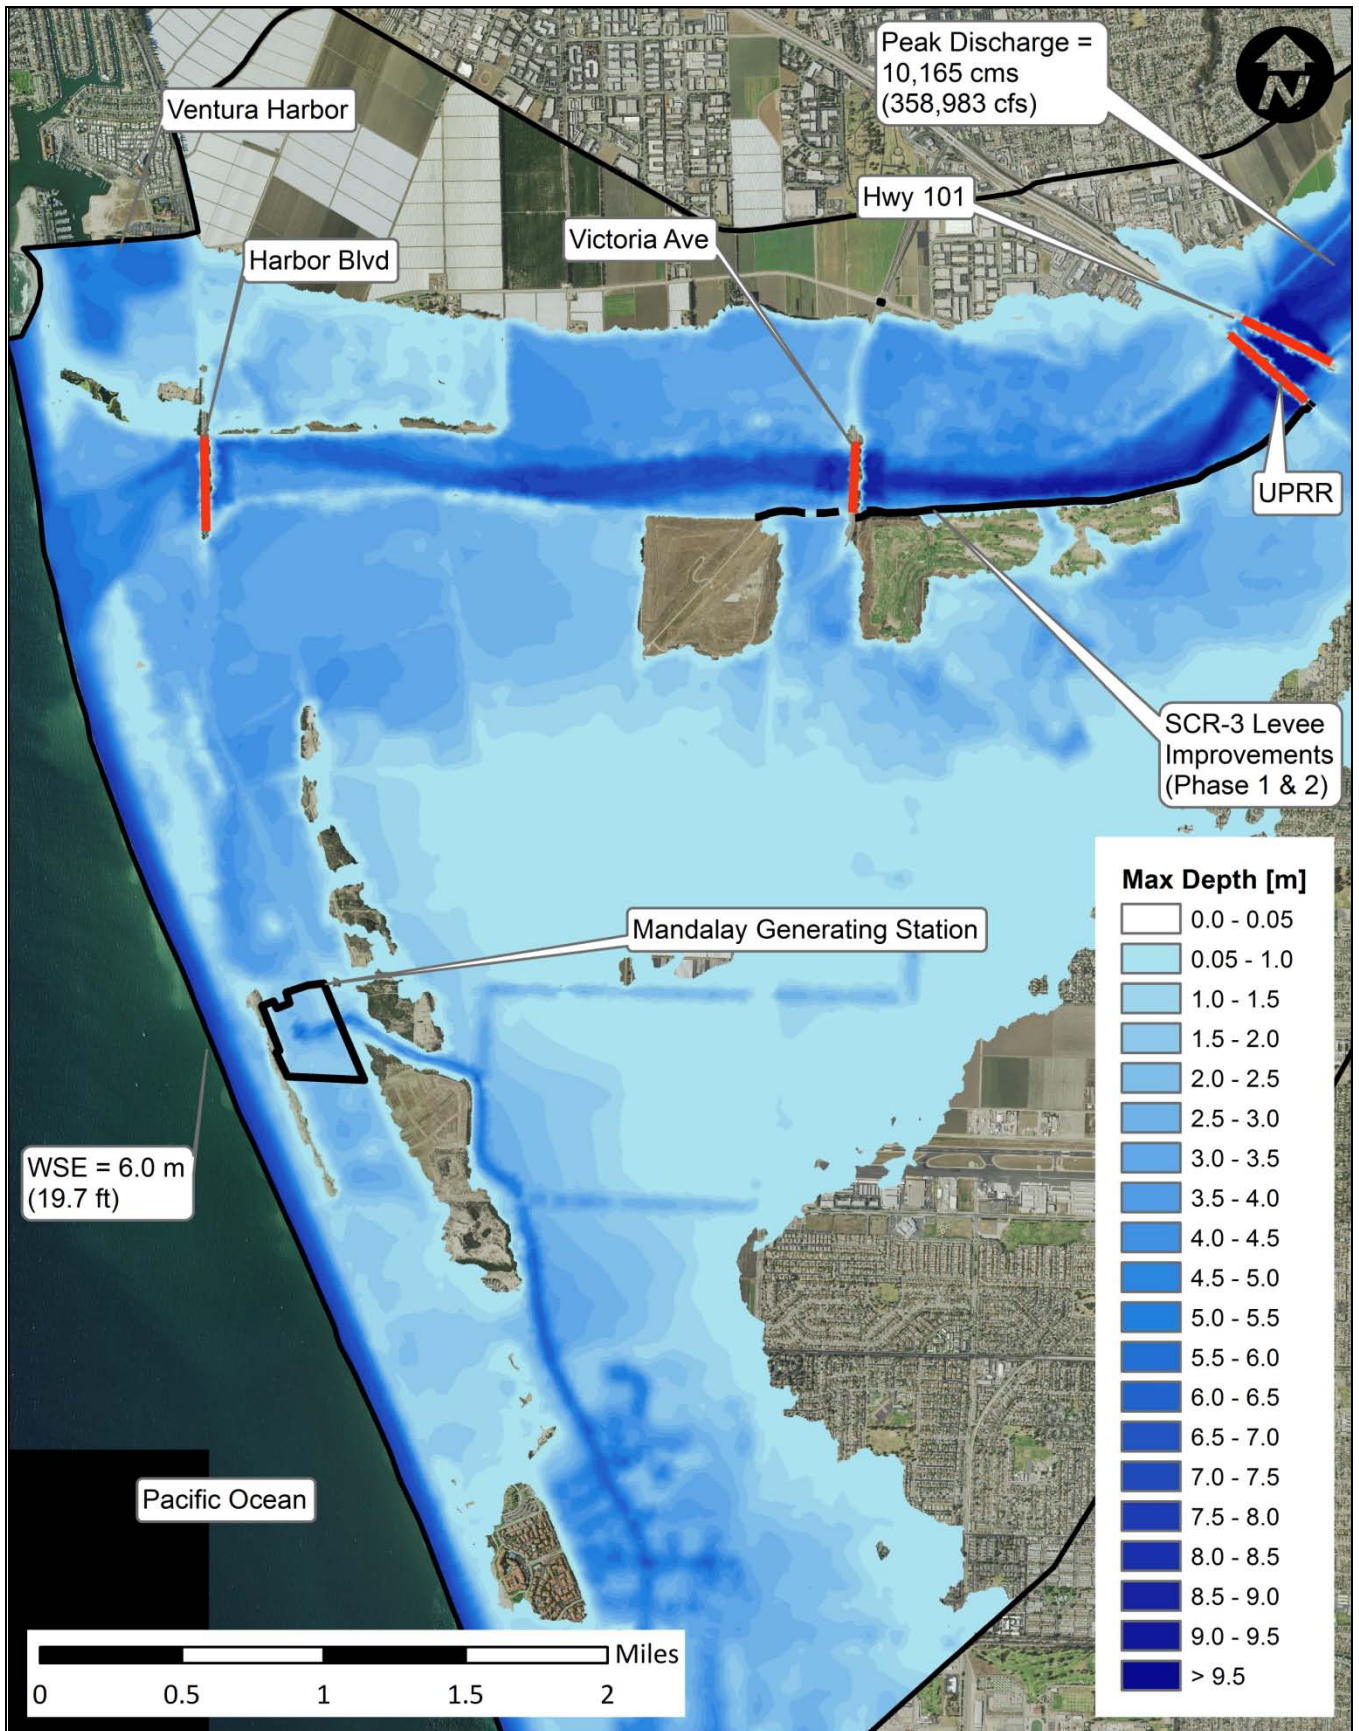 Peak Discharge =
10,165 cms
(358,983 cfs)
N
Ventura Harbor
Hwy 101
Victoria Ave
Harbor Blvd
UPRR
SCR-3 Levee
Improvements
(Phase 1 & 2)
Mandalay Generating Station
WSE = 6.0 m
(19.7 ft)
Pacific Ocean
Max Depth [m]
0.0 - 0.05
0.05 - 1.0
1.0 - 1.5
1.5 - 2.0
2.0 - 2.5
2.5 - 3.0
3.0 - 3.5
3.5 - 4.0
4.0 - 4.5
4.5 - 5.0
5.0 - 5.5
5.5 - 6.0
6.0 - 6.5
6.5 - 7.0
7.0 - 7.5
7.5 - 8.0
8.0 - 8.5
8.5 - 9.0
9.0 - 9.5
> 9.5
Miles
0 0.5 1 1.5 2